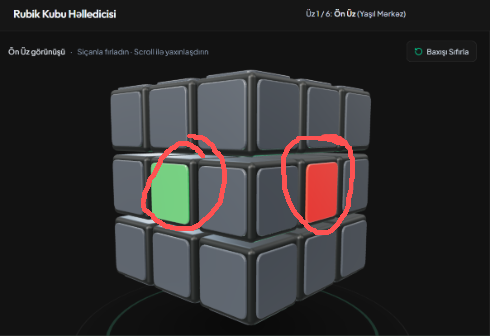 Rubik Kubu Həlledicisi
Üz 1 / 6: Ön Üz (Yaşıl Mərkəz)
Ön Üz görünüşü · Siçanla fırladın · Scroll ilə yaxınlaşdırın
Baxışı Sıfırla